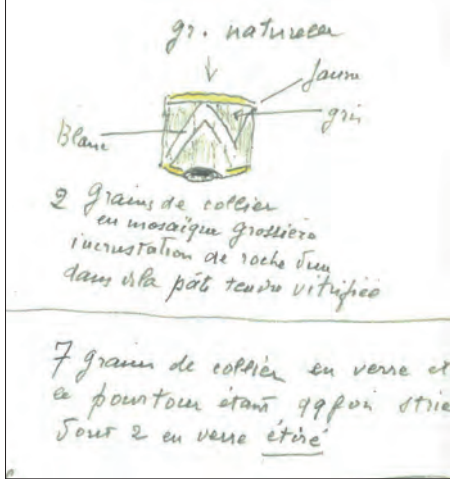 gr. naturelle
jaune
gris
Blanc
2 grains de collier
en mosaïque grossière
incrustation de roche
dans la pâte tendre vitrifiée
7 grains de collier en verre et
le pourtour étant qqfois strié
dont 2 en verre étiré